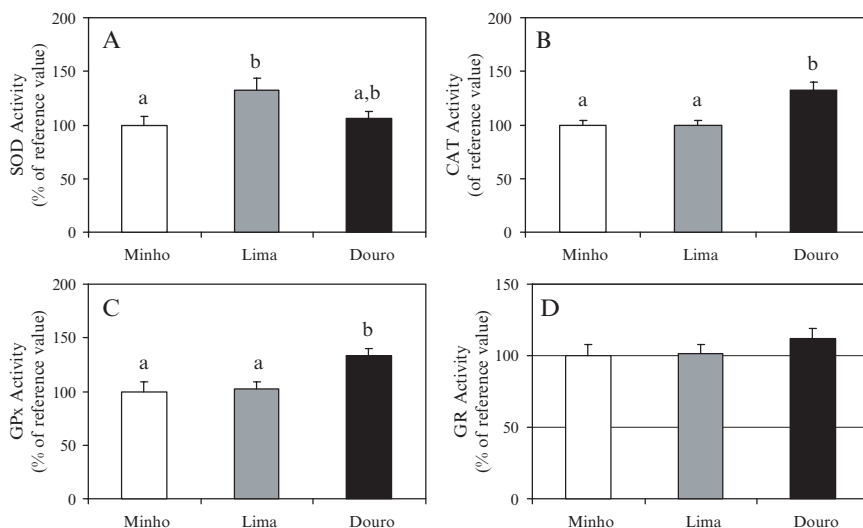 A
SOD Activity
(% of reference value)
200
150
100
50
0
a
b
a,b
Minho
Lima
Douro
B
CAT Activity
(of reference value)
200
150
100
50
0
a
a
b
Minho
Lima
Douro
C
GPx Activity
(% of reference value)
200
150
100
50
0
a
a
b
Minho
Lima
Douro
D
GR Activity
(% of reference value)
150
100
50
0
Minho
Lima
Douro